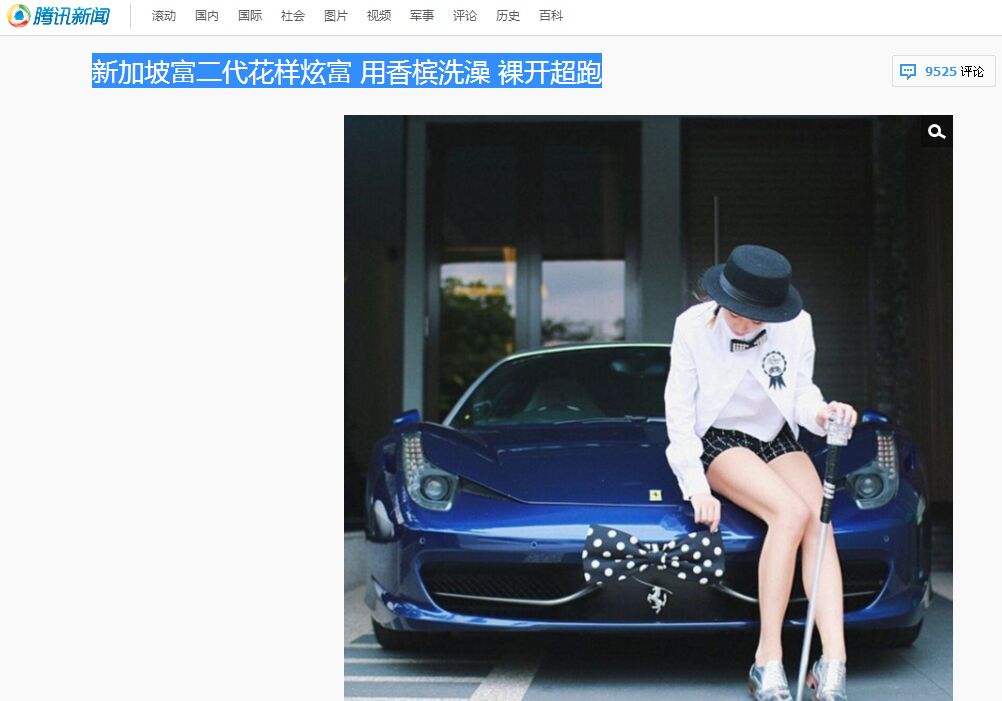 腾讯新闻 滚动 国内 国际 社会 图片 视频 军事 评论 历史 百科
新加坡富二代花样炫富 用香槟洗澡 裸开超跑
9525 评论